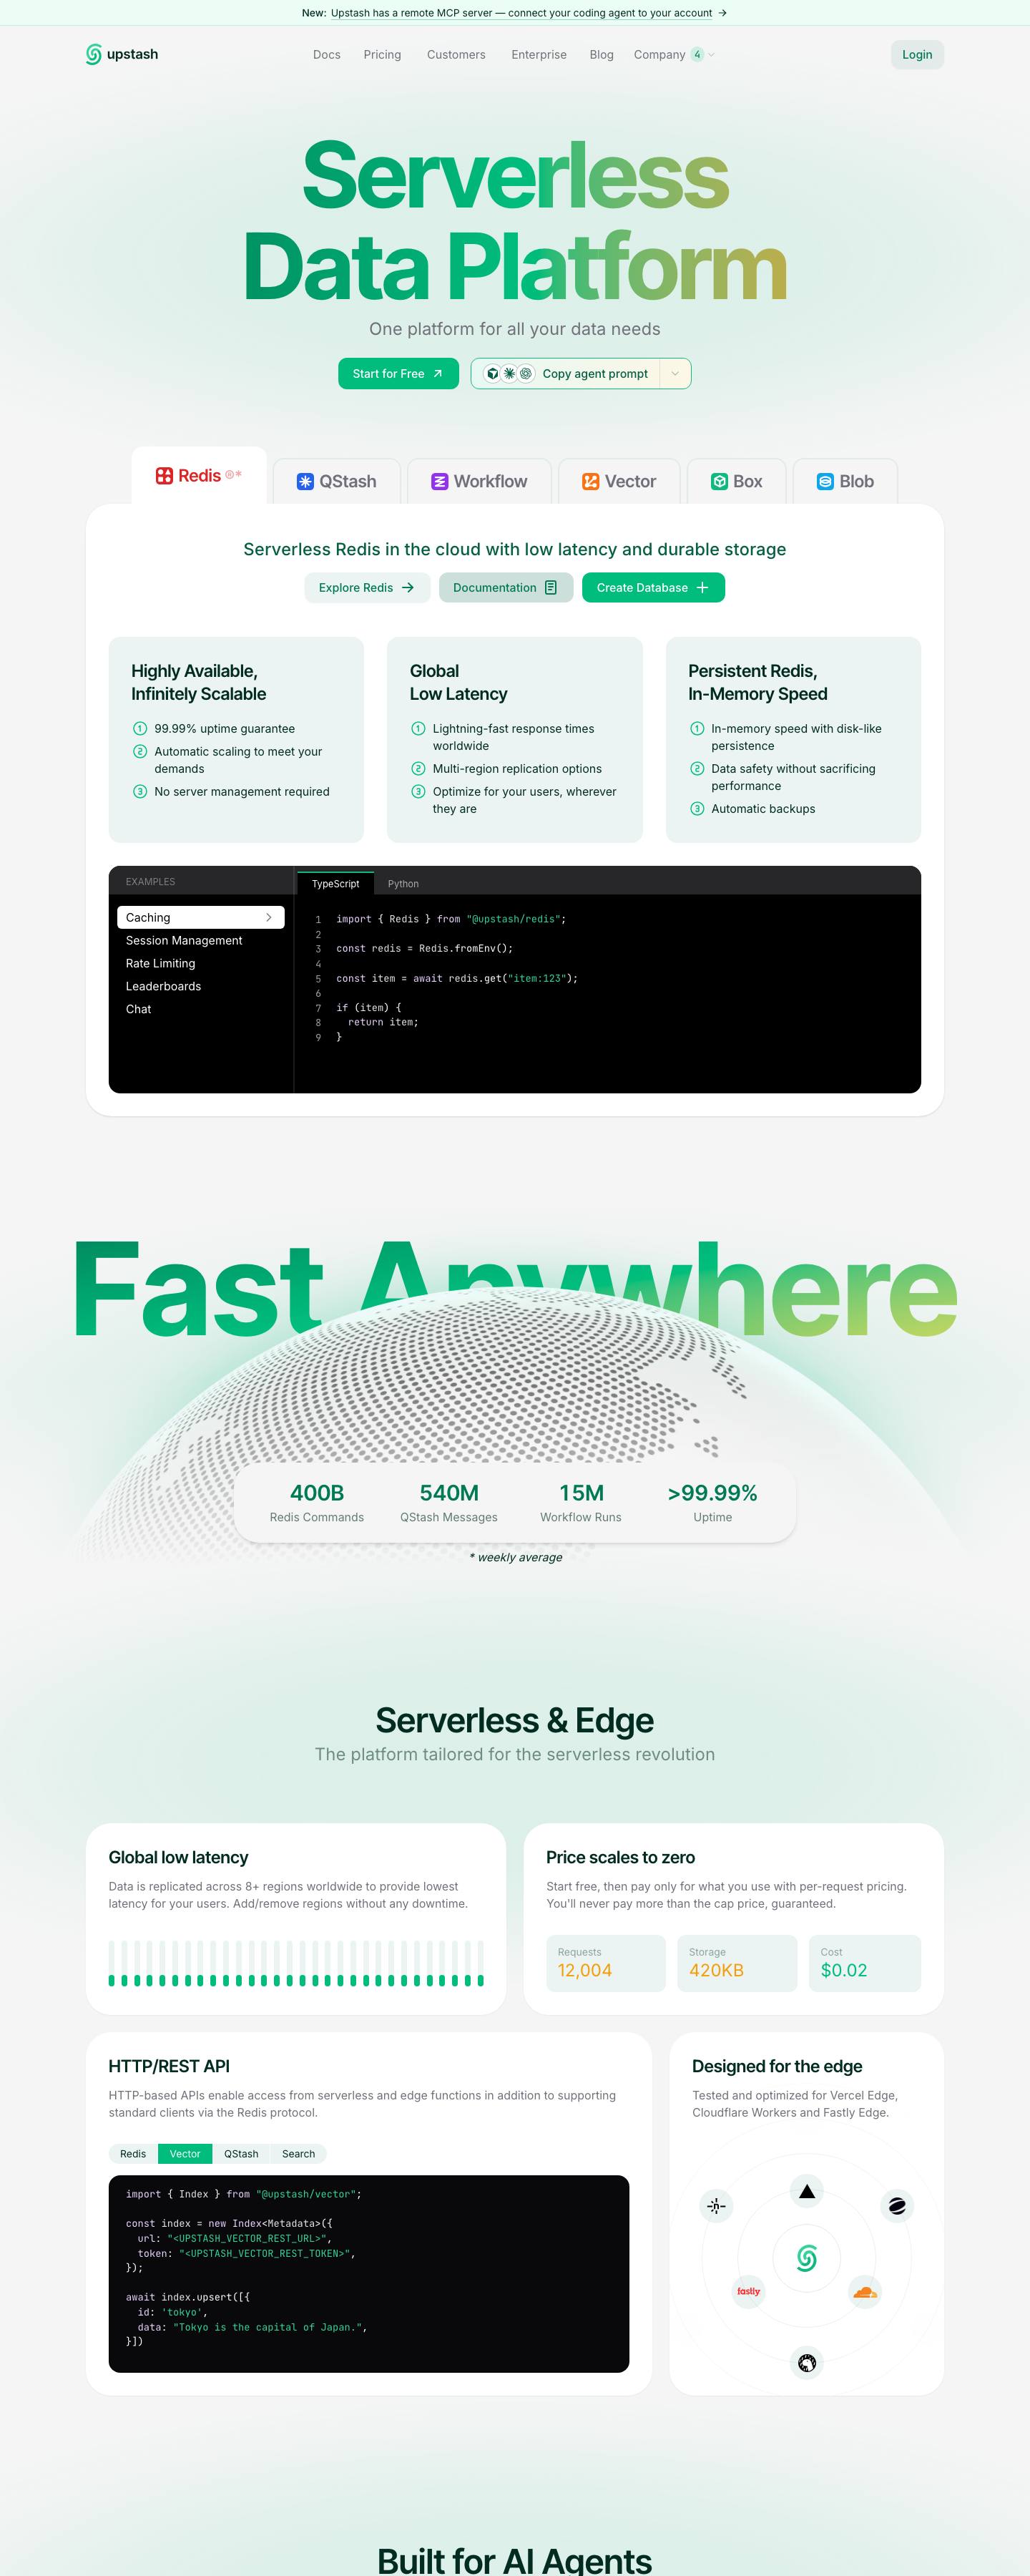 New: Upstash has a remote MCP server — connect your coding agent to your account →
upstash
Docs
Pricing
Customers
Enterprise
Blog
Company 4
Login
Serverless
Data Platform
One platform for all your data needs
Start for Free
Copy agent prompt
Redis ®*
QStash
Workflow
Vector
Box
Blob
Serverless Redis in the cloud with low latency and durable storage
Explore Redis
Documentation
Create Database
Highly Available,
Infinitely Scalable
1 99.99% uptime guarantee
2 Automatic scaling to meet your
demands
3 No server management required
Global
Low Latency
1 Lightning-fast response times
worldwide
2 Multi-region replication options
3 Optimize for your users, wherever
they are
Persistent Redis,
In-Memory Speed
1 In-memory speed with disk-like
persistence
2 Data safety without sacrificing
performance
3 Automatic backups
EXAMPLES
Caching
Session Management
Rate Limiting
Leaderboards
Chat
TypeScript
Python
1 import { Redis } from "@upstash/redis";
2
3 const redis = Redis.fromEnv();
4
5 const item = await redis.get("item:123");
6
7 if (item) {
8   return item;
9 }
Fast Anywhere
400B
Redis Commands
540M
QStash Messages
15M
Workflow Runs
>99.99%
Uptime
* weekly average
Serverless & Edge
The platform tailored for the serverless revolution
Global low latency
Data is replicated across 8+ regions worldwide to provide lowest
latency for your users. Add/remove regions without any downtime.
Price scales to zero
Start free, then pay only for what you use with per-request pricing.
You'll never pay more than the cap price, guaranteed.
Requests
12,004
Storage
420KB
Cost
$0.02
HTTP/REST API
HTTP-based APIs enable access from serverless and edge functions in addition to supporting
standard clients via the Redis protocol.
Redis
Vector
QStash
Search
import { Index } from "@upstash/vector";
const index = new Index<Metadata>({
  url: "<UPSTASH_VECTOR_REST_URL>",
  token: "<UPSTASH_VECTOR_REST_TOKEN>",
});
await index.upsert([{
  id: 'tokyo',
  data: "Tokyo is the capital of Japan.",
}])
Designed for the edge
Tested and optimized for Vercel Edge,
Cloudflare Workers and Fastly Edge.
fastly
Built for AI Agents